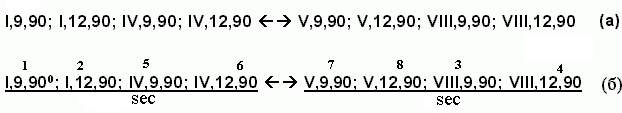 I,9,90; I,12,90; IV,9,90; IV,12,90 ←→ V,9,90; V,12,90; VIII,9,90; VIII,12,90 (а)
1 2 5 6 7 8 3 4
I,9,90⁰; I,12,90; IV,9,90; IV,12,90 ←→ V,9,90; V,12,90; VIII,9,90; VIII,12,90 (б)
sec sec